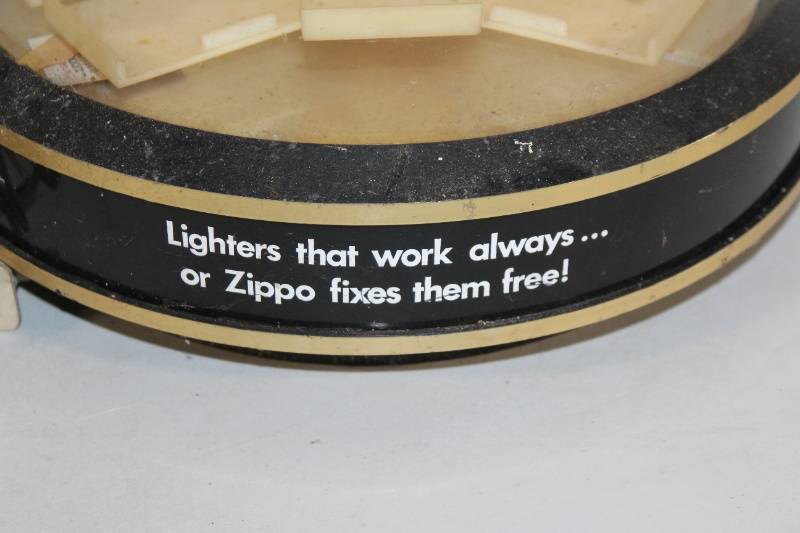 Lighters that work always...
or Zippo fixes them free!